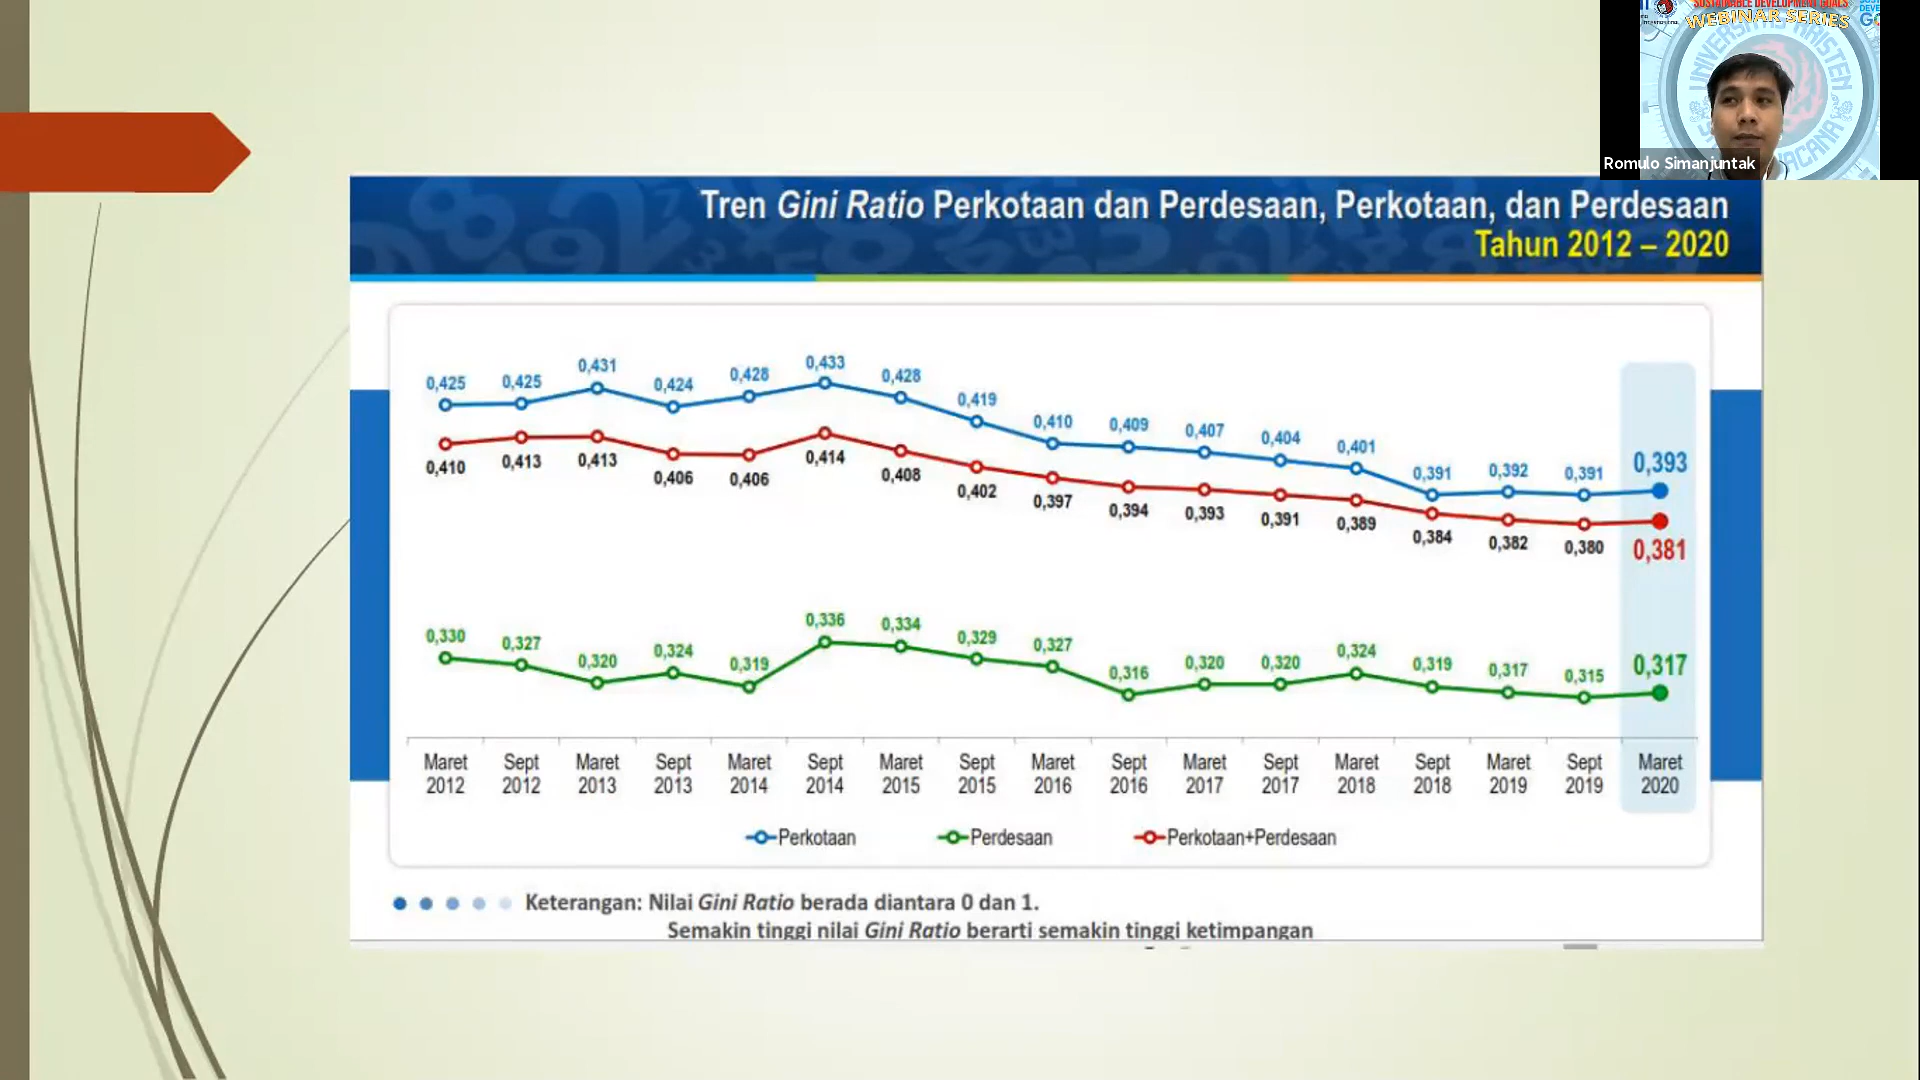 SUSTAINABLE DEVELOPMENT GOALS
WEBINAR SERIES
UNIVERSITAS KRISTEN
Romulo Simanjuntak
Tren Gini Ratio Perkotaan dan Perdesaan, Perkotaan, dan Perdesaan
Tahun 2012 – 2020
0,425 0,425 0,431 0,424 0,428 0,433 0,428 0,419 0,410 0,409 0,407 0,404 0,401 0,391 0,392 0,391 0,393
0,410 0,413 0,413 0,406 0,406 0,414 0,408 0,402 0,397 0,394 0,393 0,391 0,389 0,384 0,382 0,380 0,381
0,330 0,327 0,320 0,324 0,319 0,336 0,334 0,329 0,327 0,316 0,320 0,320 0,324 0,319 0,317 0,315 0,317
Maret Sept Maret Sept Maret Sept Maret Sept Maret Sept Maret Sept Maret Sept Maret Sept Maret
2012 2012 2013 2013 2014 2014 2015 2015 2016 2016 2017 2017 2018 2018 2019 2019 2020
Perkotaan Perdesaan Perkotaan+Perdesaan
Keterangan: Nilai Gini Ratio berada diantara 0 dan 1.
Semakin tinggi nilai Gini Ratio berarti semakin tinggi ketimpangan